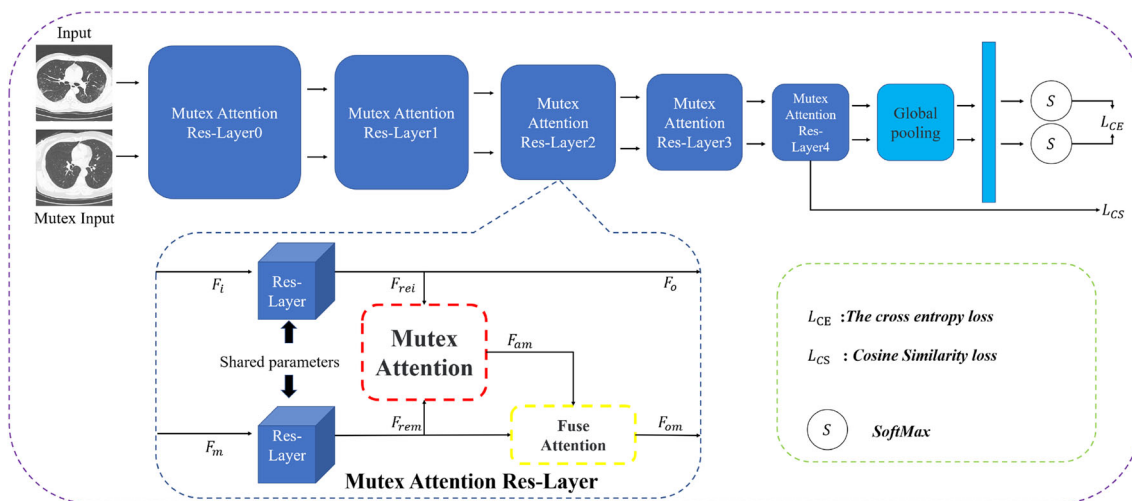 Input
Mutex Input
Mutex Attention
Res-Layer0
Mutex Attention
Res-Layer1
Mutex
Attention
Res-Layer2
Mutex
Attention
Res-Layer3
Mutex
Attention
Res-
Layer4
Global
pooling
S
S
L_CE
L_CS
F_i
Res-
Layer
F_rei
F_o
Shared parameters
Mutex
Attention
F_am
F_m
Res-
Layer
F_rem
Fuse
Attention
F_om
Mutex Attention Res-Layer
L_CE :The cross entropy loss
L_CS : Cosine Similarity loss
S SoftMax